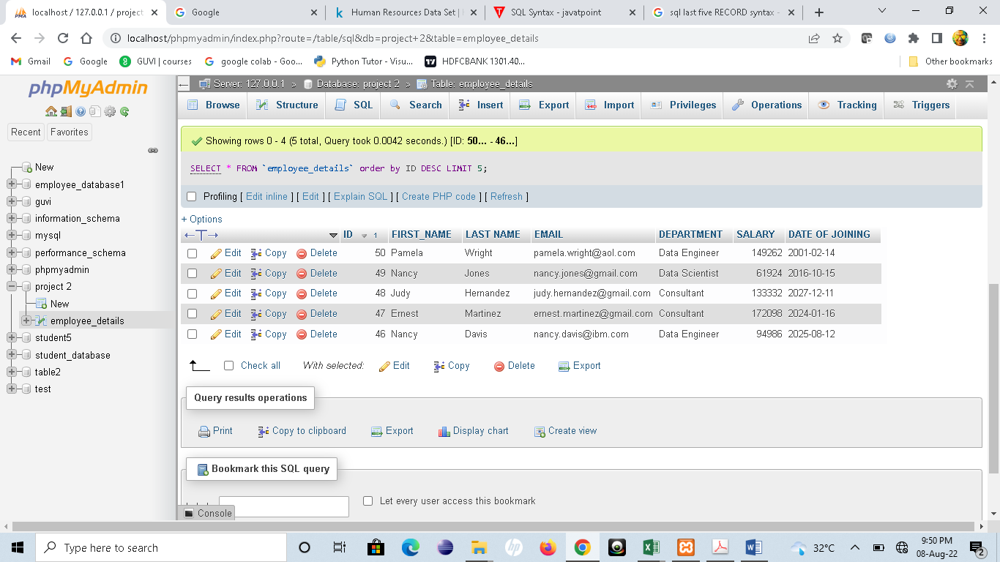 localhost / 127.0.0.1 / project
Google
Human Resources Data Set |
SQL Syntax - javatpoint
sql last five RECORD syntax -
localhost/phpmyadmin/index.php?route=/table/sql&db=project+2&table=employee_details
Gmail
Google
GUVI | courses
google colab - Goo...
Python Tutor - Visu...
HDFCBANK 1301.40...
Other bookmarks
phpMyAdmin
Recent
Favorites
New
employee_database1
guvi
information_schema
mysql
performance_schema
phpmyadmin
project 2
New
employee_details
student5
student_database
table2
test
Server: 127.0.0.1 » Database: project 2 » Table: employee_details
Browse Structure SQL Search Insert Export Import Privileges Operations Tracking Triggers
Showing rows 0 - 4 (5 total, Query took 0.0042 seconds.) [ID: 50... - 46...]
SELECT * FROM `employee_details` order by ID DESC LIMIT 5;
Profiling [ Edit inline ] [ Edit ] [ Explain SQL ] [ Create PHP code ] [ Refresh ]
+ Options
ID 1 FIRST_NAME LAST NAME EMAIL DEPARTMENT SALARY DATE OF JOINING
Edit Copy Delete 50 Pamela Wright pamela.wright@aol.com Data Engineer 149262 2001-02-14
Edit Copy Delete 49 Nancy Jones nancy.jones@gmail.com Data Scientist 61924 2016-10-15
Edit Copy Delete 48 Judy Hernandez judy.hernandez@gmail.com Consultant 133332 2027-12-11
Edit Copy Delete 47 Ernest Martinez ernest.martinez@gmail.com Consultant 172098 2024-01-16
Edit Copy Delete 46 Nancy Davis nancy.davis@ibm.com Data Engineer 94986 2025-08-12
Check all With selected: Edit Copy Delete Export
Query results operations
Print Copy to clipboard Export Display chart Create view
Bookmark this SQL query
Let every user access this bookmark
Console
Type here to search
32°C
9:50 PM
08-Aug-22
2